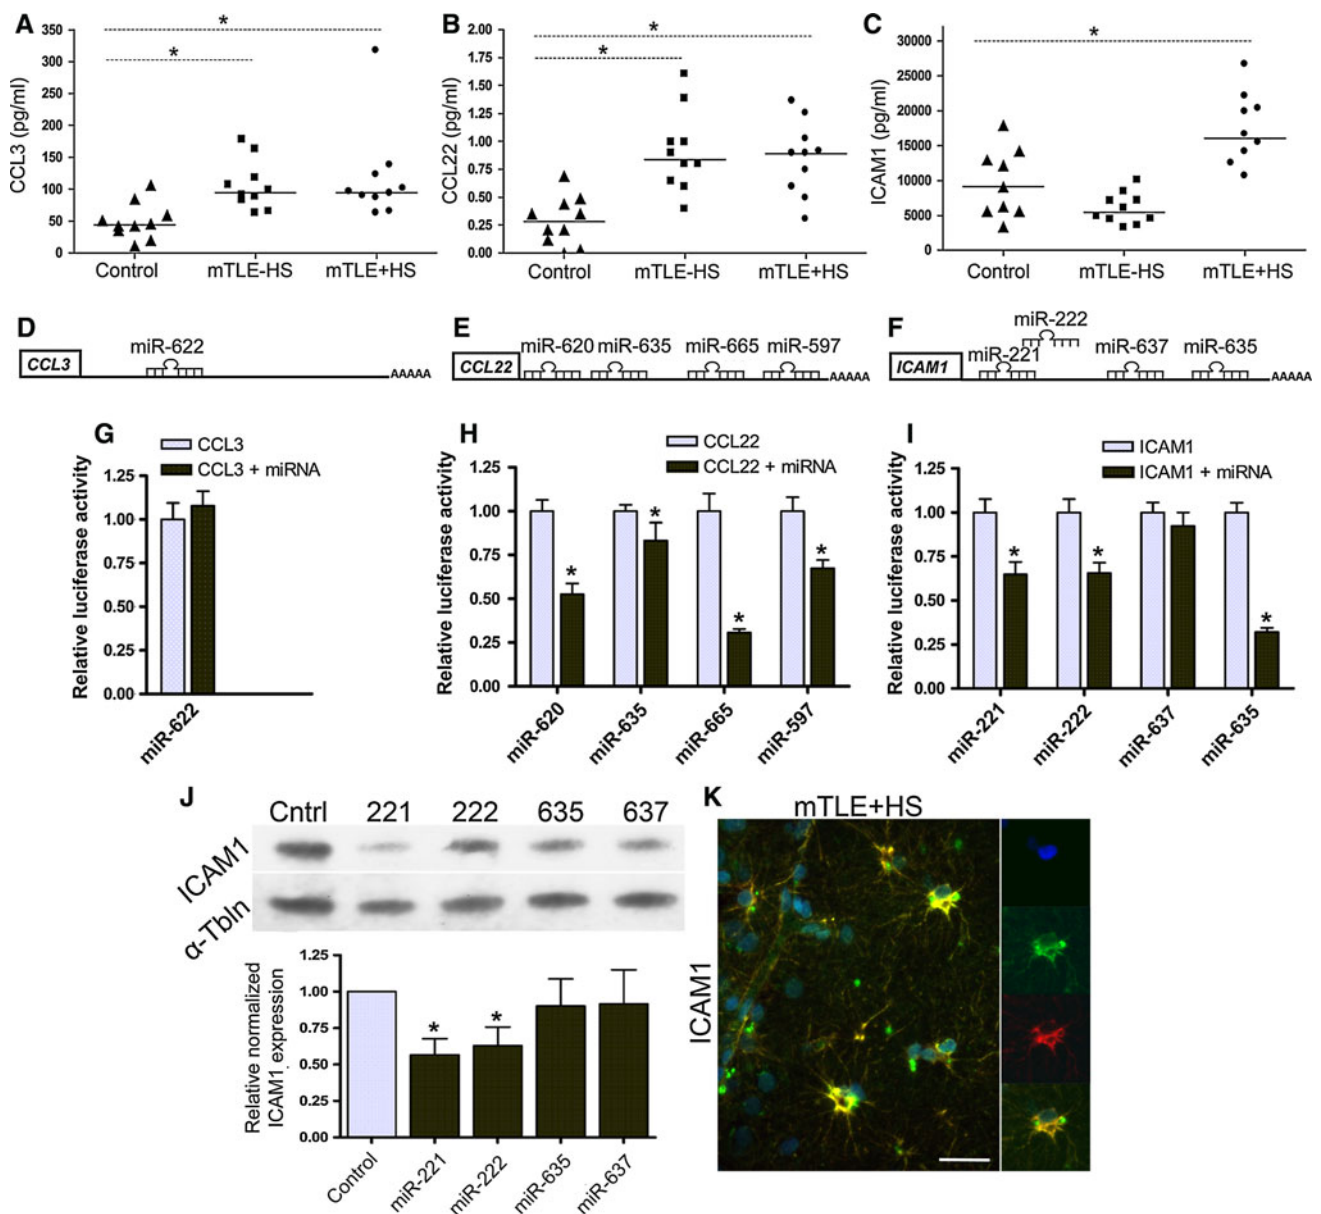 A
CCL3 (pg/ml)
350
300
250
200
150
100
50
0
*
*
Control
mTLE-HS
mTLE+HS
B
CCL22 (pg/ml)
2.00
1.75
1.50
1.25
1.00
0.75
0.50
0.25
0.00
*
*
Control
mTLE-HS
mTLE+HS
C
ICAM1 (pg/ml)
30000
25000
20000
15000
10000
5000
0
*
Control
mTLE-HS
mTLE+HS
D
miR-622
CCL3
AAAAA
E
miR-620 miR-635 miR-665 miR-597
CCL22
AAAAA
F
miR-222
miR-221 miR-637 miR-635
ICAM1
AAAAA
G
CCL3
CCL3 + miRNA
Relative luciferase activity
1.25
1.00
0.75
0.50
0.25
0.00
miR-622
H
CCL22
CCL22 + miRNA
Relative luciferase activity
1.25
1.00
0.75
0.50
0.25
0.00
* * * *
miR-620
miR-635
miR-665
miR-597
I
ICAM1
ICAM1 + miRNA
Relative luciferase activity
1.25
1.00
0.75
0.50
0.25
0.00
* * *
miR-221
miR-222
miR-637
miR-635
J
Cntrl 221 222 635 637
ICAM1
α-Tbln
Relative normalized
ICAM1 expression
1.25
1.00
0.75
0.50
0.25
0.00
* *
Control
miR-221
miR-222
miR-635
miR-637
K
mTLE+HS
ICAM1